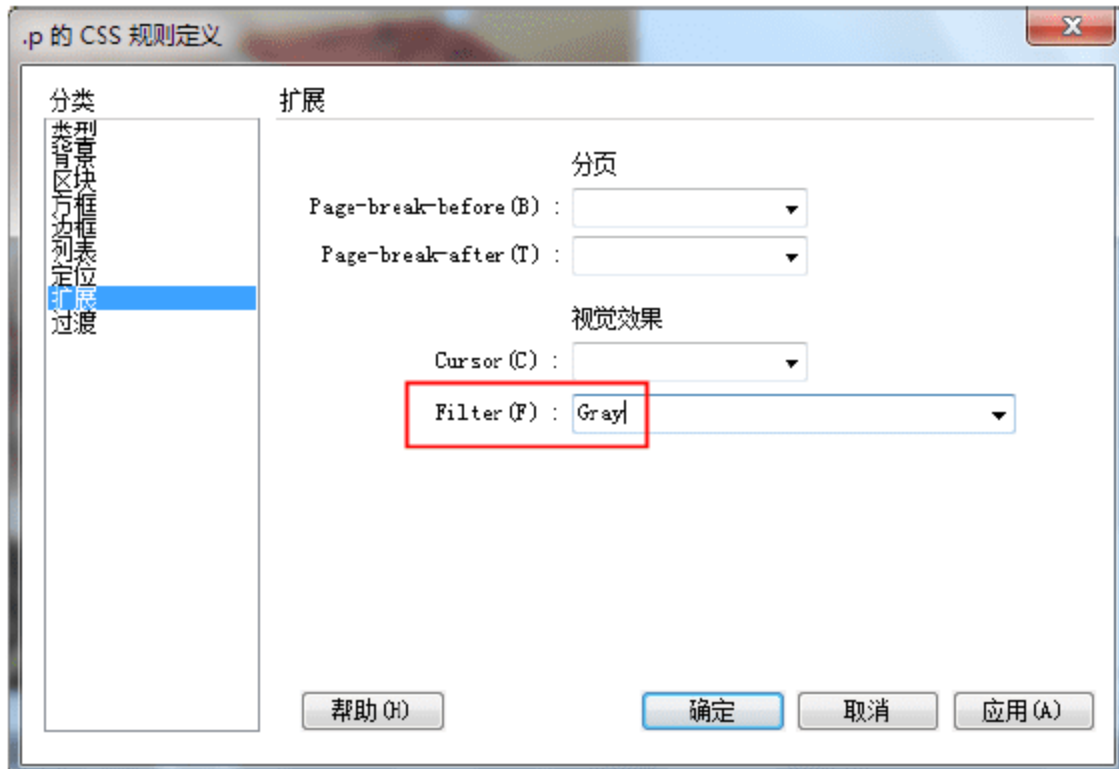 .p 的 CSS 规则定义
分类
类型
背景
区块
方框
边框
列表
定位
扩展
过渡
扩展
分页
Page-break-before(B) :
Page-break-after(T) :
视觉效果
Cursor(C) :
Filter(F) : Gray
帮助(H) 确定 取消 应用(A)